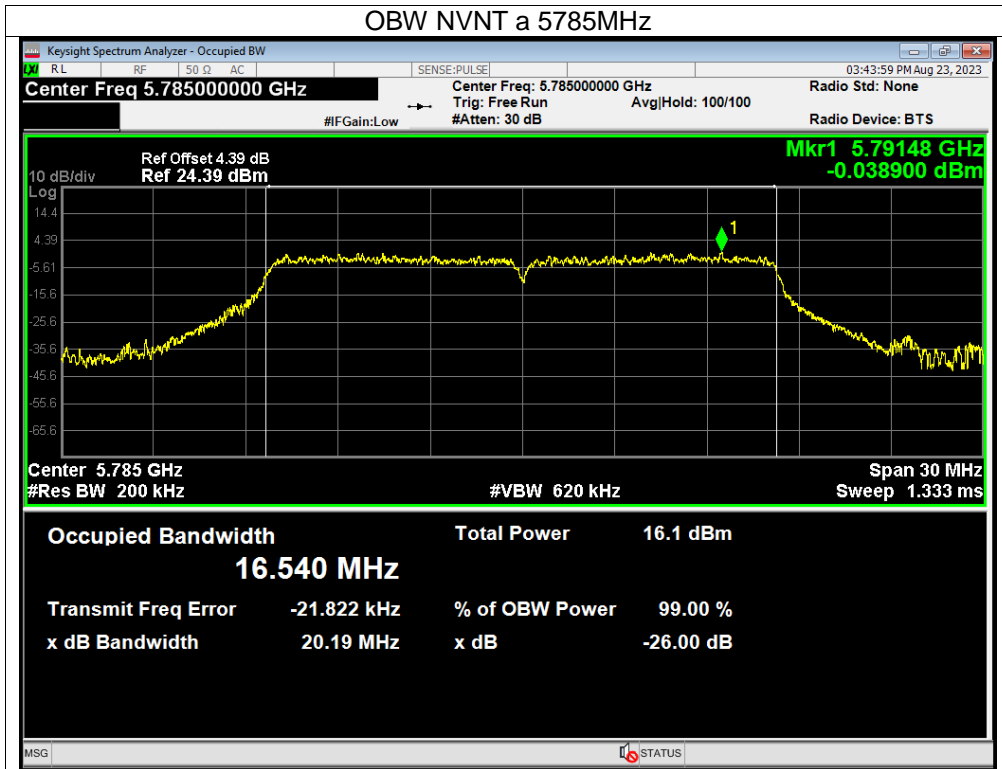 OBW NVNT a 5785MHz
Keysight Spectrum Analyzer - Occupied BW
LXI RL RF 50 Ω AC SENSE:PULSE 03:43:59 PM Aug 23, 2023
Center Freq 5.785000000 GHz Center Freq: 5.785000000 GHz Radio Std: None
Trig: Free Run Avg|Hold: 100/100
#IFGain:Low #Atten: 30 dB Radio Device: BTS
Mkr1 5.79148 GHz
Ref Offset 4.39 dB
10 dB/div Ref 24.39 dBm -0.038900 dBm
Log
14.4
4.39
1
-5.61
-15.6
-25.6
-35.6
-45.6
-55.6
-65.6
Center 5.785 GHz Span 30 MHz
#Res BW 200 kHz #VBW 620 kHz Sweep 1.333 ms
Occupied Bandwidth Total Power 16.1 dBm
16.540 MHz
Transmit Freq Error -21.822 kHz % of OBW Power 99.00 %
x dB Bandwidth 20.19 MHz x dB -26.00 dB
MSG STATUS